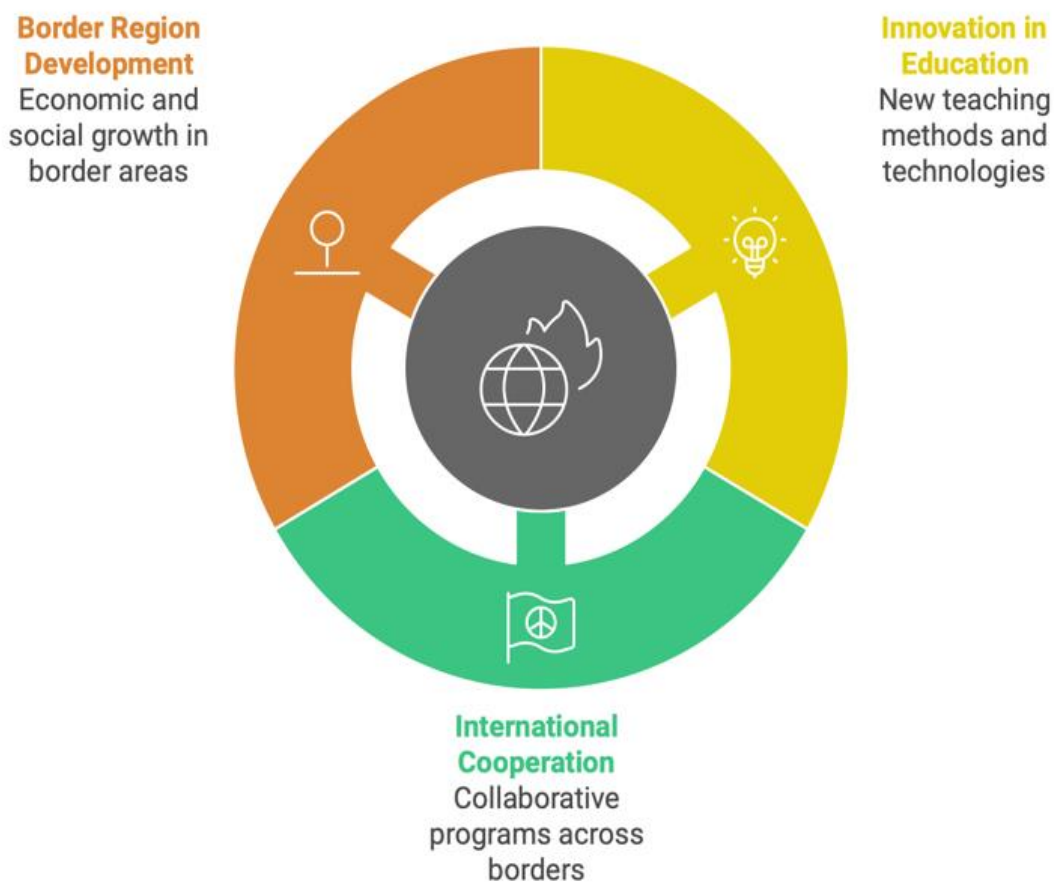 Border Region
Development
Economic and
social growth in
border areas
Innovation in
Education
New teaching
methods and
technologies
International
Cooperation
Collaborative
programs across
borders